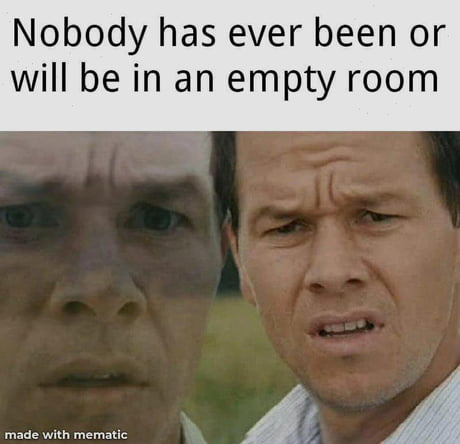 Nobody has ever been or
will be in an empty room
made with mematic